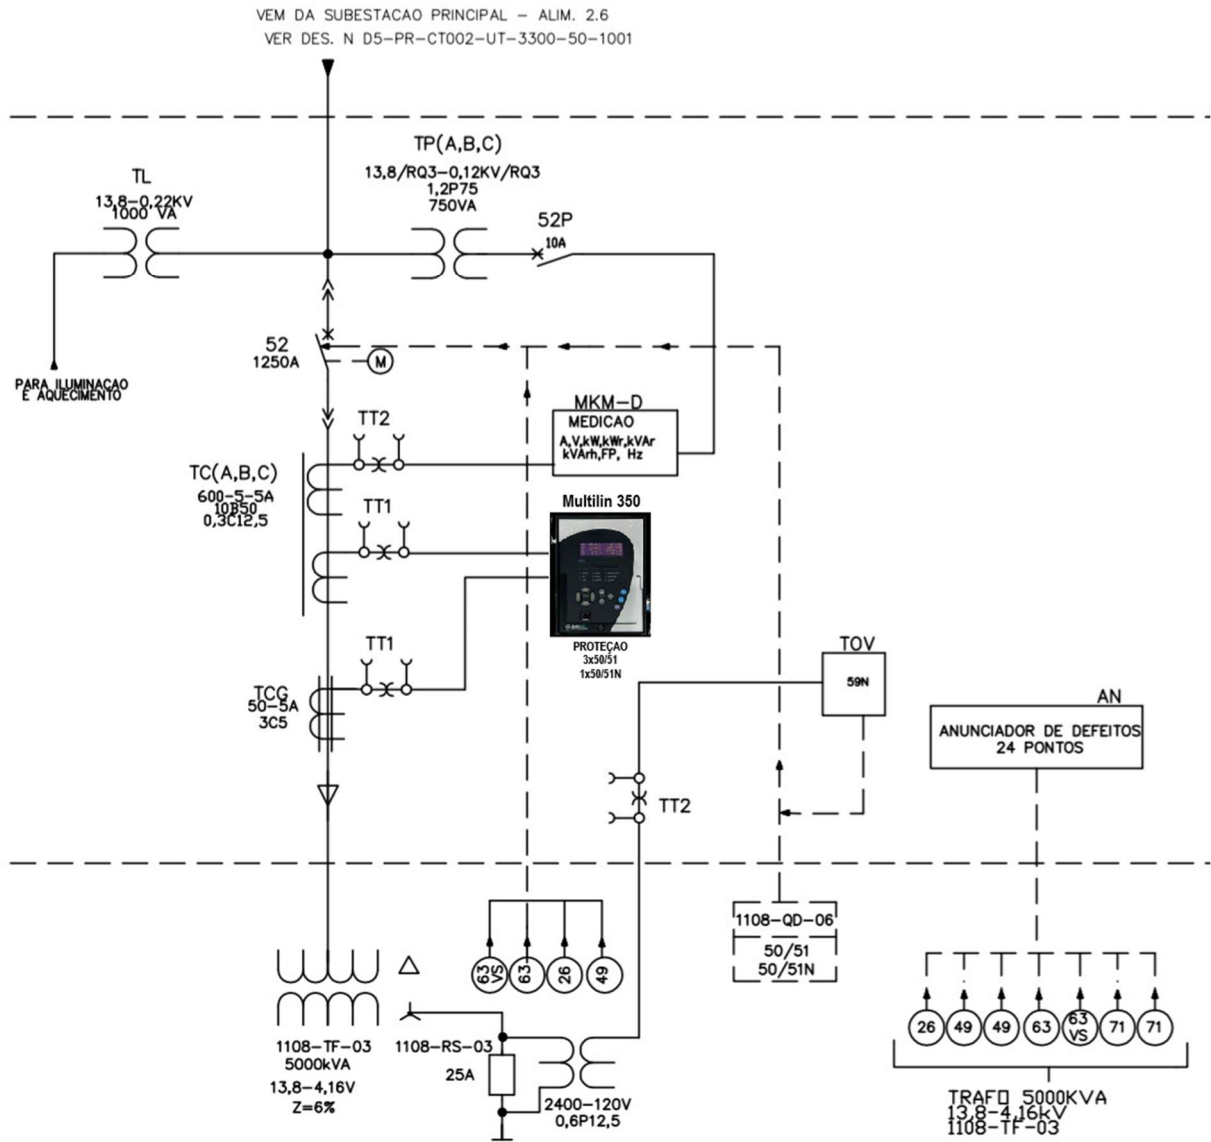 VEM DA SUBESTACAO PRINCIPAL - ALIM. 2.6
VER DES. N D5-PR-CT002-UT-3300-50-1001
TP(A,B,C)
13,8/RQ3-0,12KV/RQ3
1,2P75
750VA
TL
13,8-0,22KV
1000 VA
52P
10A
52
1250A
M
PARA ILUMINAÇAO
E AQUECIMENTO
TT2
MKM-D
MEDICAO
A,V,kW,kWr,kVAr
kVArh,FP, Hz
TC(A,B,C)
600-5-5A
10B50
0,3C12,5
TT1
Multilin 350
PROTEÇAO
3x50/51
1x50/51N
TT1
TCG
50-5A
3C5
TOV
59N
AN
ANUNCIADOR DE DEFEITOS
24 PONTOS
TT2
1108-QD-06
50/51
50/51N
63
VS
63
26
49
1108-TF-03
5000kVA
13,8-4,16V
Z=6%
1108-RS-03
25A
2400-120V
0,6P12,5
26
49
49
63
63
VS
71
71
TRAFO 5000KVA
13,8-4,16kV
1108-TF-03